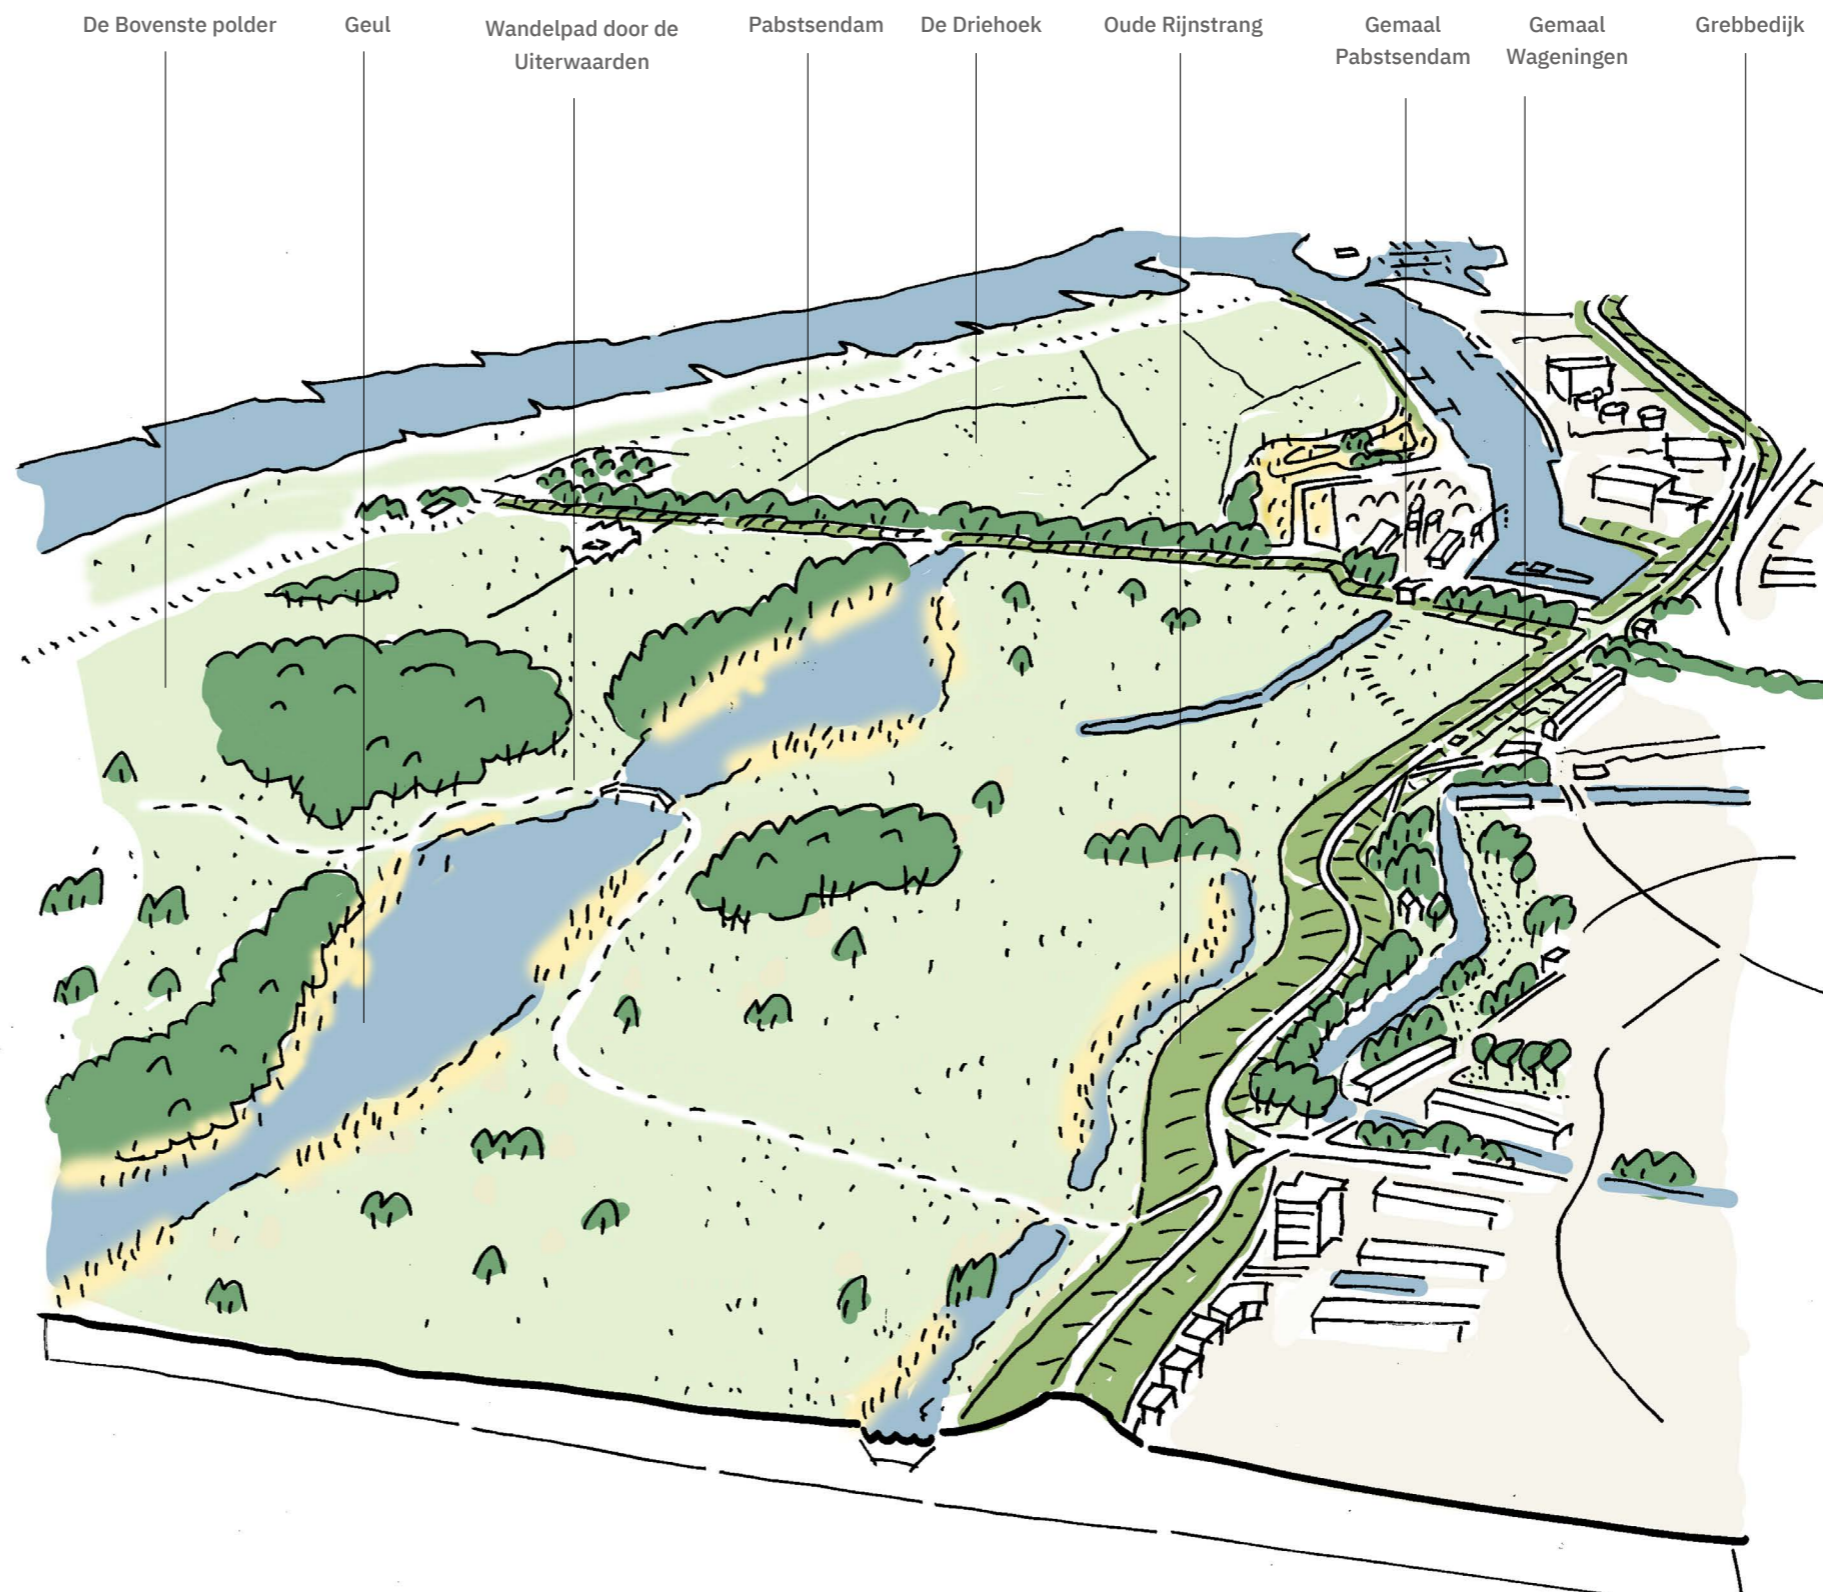 De Bovenste polder
Geul
Wandelpad door de
Uiterwaarden
Pabstsendam
De Driehoek
Oude Rijnstrang
Gemaal
Pabstsendam
Gemaal
Wageningen
Grebbedijk